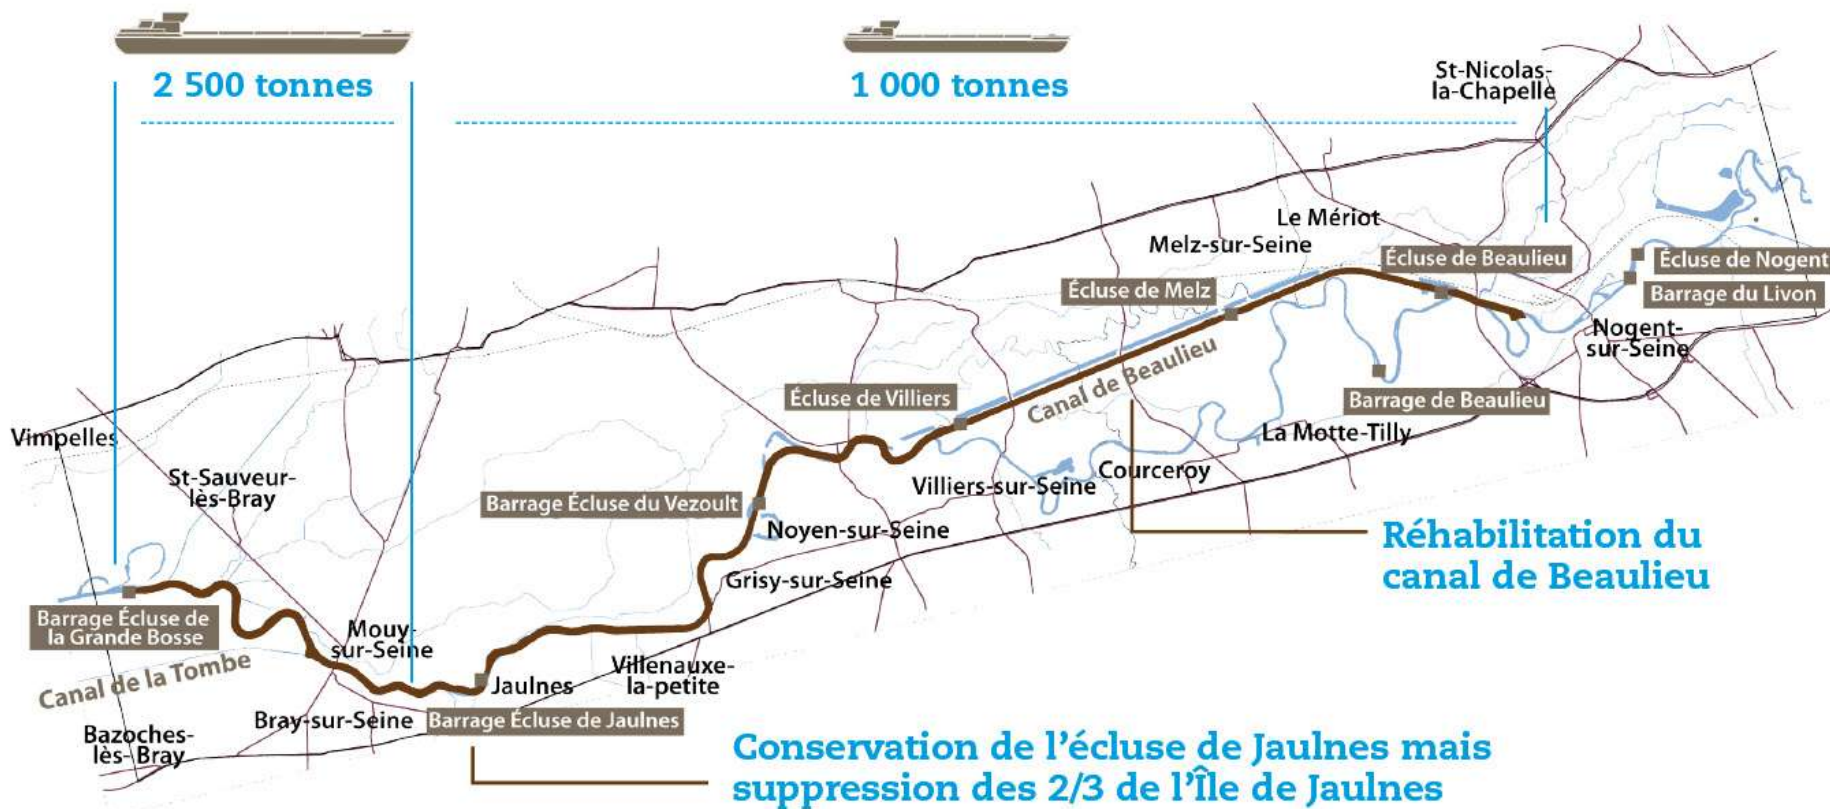 2 500 tonnes
1 000 tonnes
St-Nicolas-
la-Chapelle
Le Mériot
Melz-sur-Seine
Écluse de Beaulieu
Écluse de Nogent
Écluse de Melz
Barrage du Livon
Nogent-
sur-Seine
Canal de Beaulieu
Écluse de Villiers
Barrage de Beaulieu
Vimpelles
La Motte-Tilly
St-Sauveur-
lès-Bray
Courceroy
Villiers-sur-Seine
Barrage Écluse du Vezoult
Noyen-sur-Seine
Réhabilitation du
canal de Beaulieu
Grisy-sur-Seine
Barrage Écluse de
la Grande Bosse
Mouy-
sur-Seine
Canal de la Tombe
Villenauxe-
la-petite
Jaulnes
Bray-sur-Seine
Barrage Écluse de Jaulnes
Bazoches-
lès-Bray
Conservation de l'écluse de Jaulnes mais
suppression des 2/3 de l'Île de Jaulnes